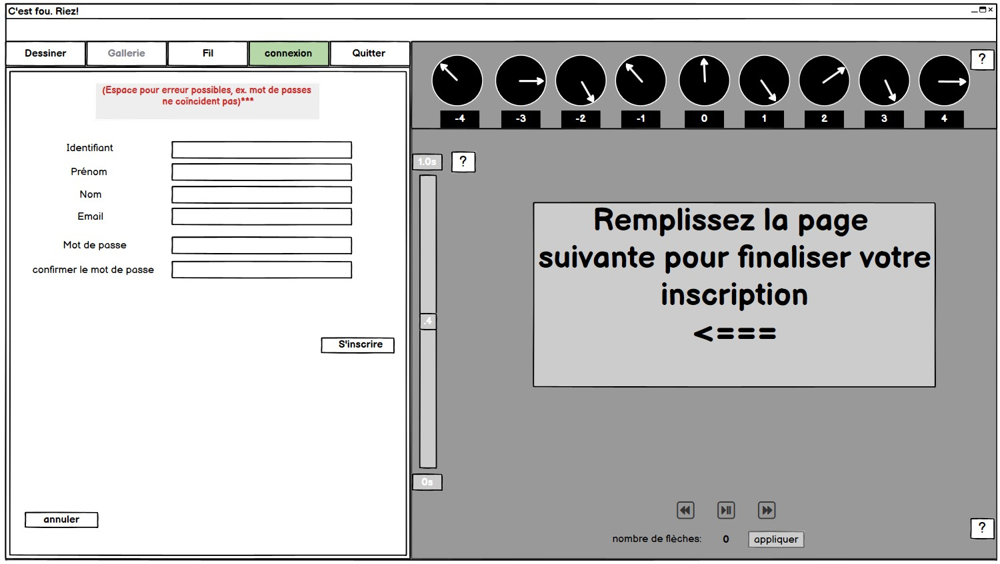 C'est fou. Riez!
Dessiner
Gallerie
Fil
connexion
Quitter
?
(Espace pour erreur possibles, ex. mot de passes
ne coïncident pas)***
-4
-3
-2
-1
0
1
2
3
4
Identifiant
Prénom
Nom
Email
Mot de passe
confirmer le mot de passe
S'inscrire
annuler
1.0s
?
.4
0s
Remplissez la page
suivante pour finaliser votre
inscription
<===
nombre de flèches:
0
appliquer
?